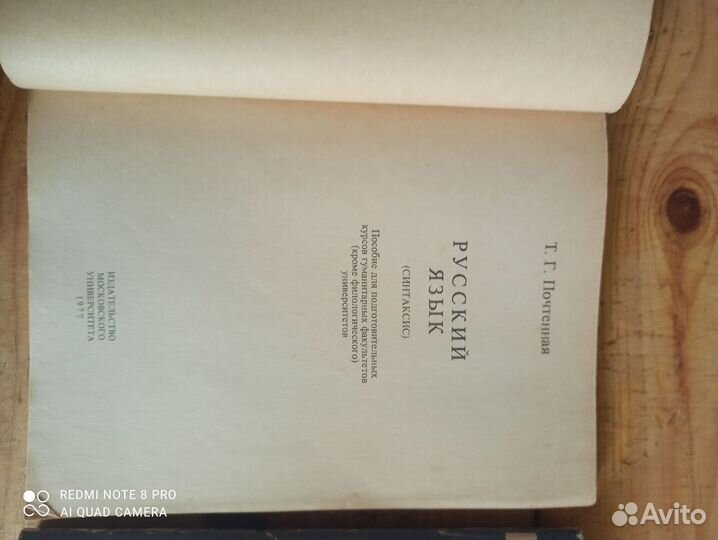 Т. Г. Почтенная
РУССКИЙ
ЯЗЫК
(СИНТАКСИС)
Пособие для подготовительных
курсов гуманитарных факультетов
(кроме филологического)
университетов
ИЗДАТЕЛЬСТВО
МОСКОВСКОГО
УНИВЕРСИТЕТА
1977
REDMI NOTE 8 PRO
AI QUAD CAMERA
Avito